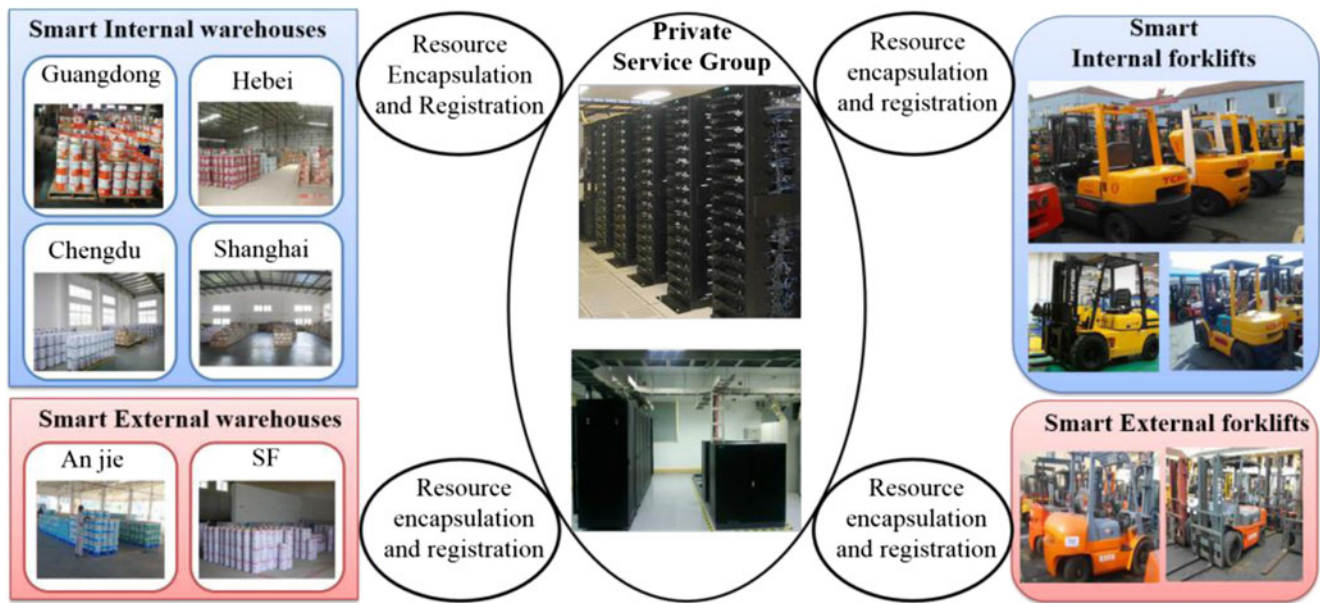 Smart Internal warehouses
Guangdong
Hebei
Chengdu
Shanghai
Smart External warehouses
An jie
SF
Resource
Encapsulation
and Registration
Resource
encapsulation
and registration
Private
Service Group
Resource
encapsulation
and registration
Resource
encapsulation
and registration
Smart
Internal forklifts
TCM
Smart External forklifts